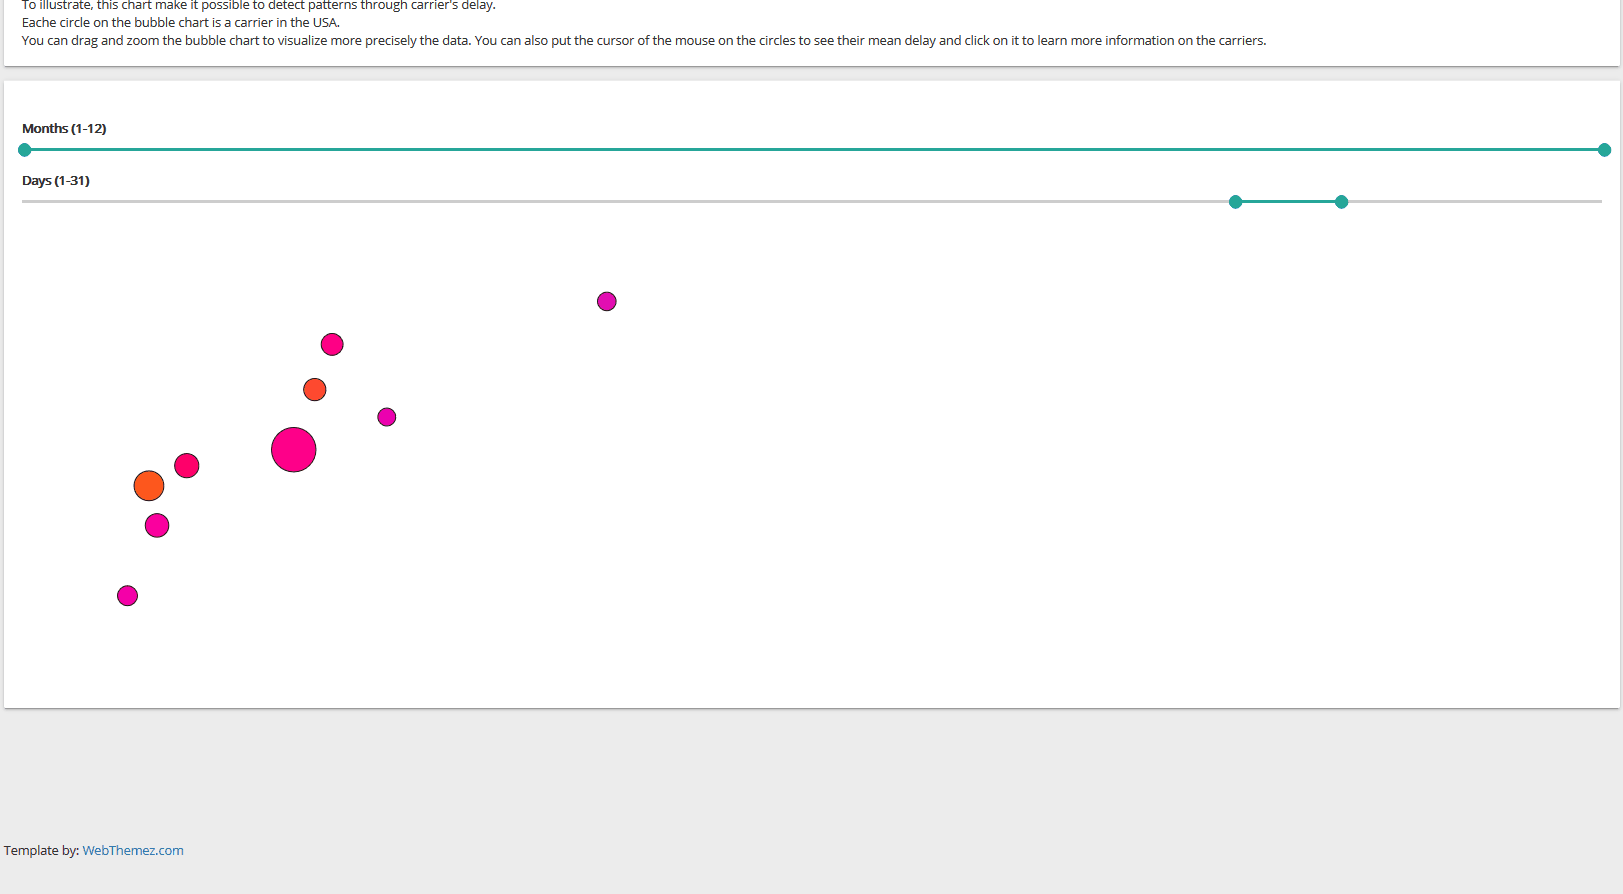 To illustrate, this chart make it possible to detect patterns through carrier's delay.
Eache circle on the bubble chart is a carrier in the USA.
You can drag and zoom the bubble chart to visualize more precisely the data. You can also put the cursor of the mouse on the circles to see their mean delay and click on it to learn more information on the carriers.
Months (1-12)
Days (1-31)
Template by: WebThemez.com